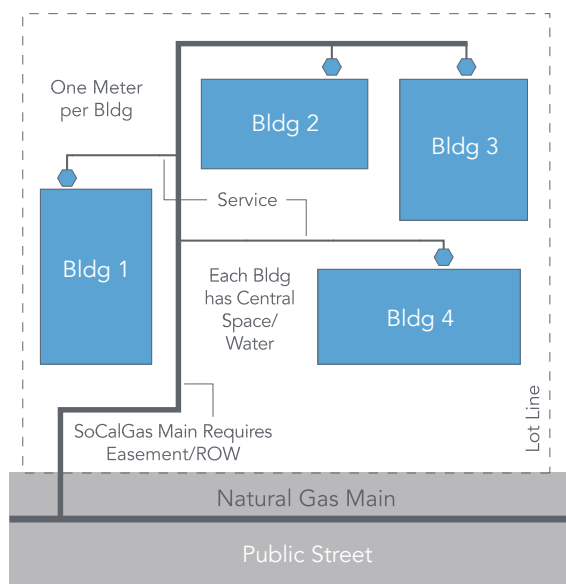 One Meter
per Bldg
Bldg 2
Bldg 3
Service
Bldg 1
Each Bldg
has Central
Space/
Water
Bldg 4
SoCalGas Main Requires
Easement/ROW
Lot Line
Natural Gas Main
Public Street